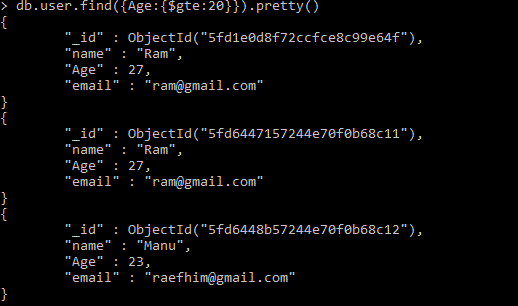 > db.user.find({Age:{$gte:20}}).pretty()
{
        "_id" : ObjectId("5fd1e0d8f72ccfce8c99e64f"),
        "name" : "Ram",
        "Age" : 27,
        "email" : "ram@gmail.com"
}
{
        "_id" : ObjectId("5fd6447157244e70f0b68c11"),
        "name" : "Ram",
        "Age" : 27,
        "email" : "ram@gmail.com"
}
{
        "_id" : ObjectId("5fd6448b57244e70f0b68c12"),
        "name" : "Manu",
        "Age" : 23,
        "email" : "raefhim@gmail.com"
}